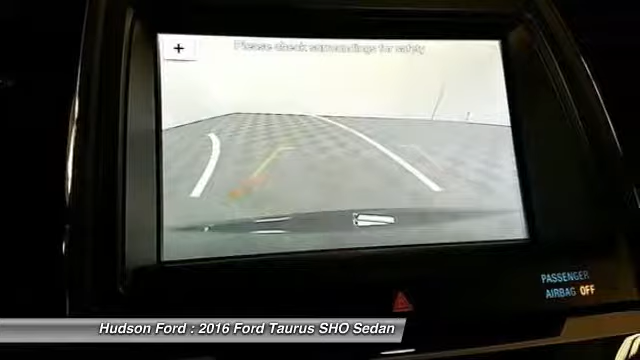 +
Please check surroundings for safety
PASSENGER
AIRBAG OFF
Hudson Ford : 2016 Ford Taurus SHO Sedan